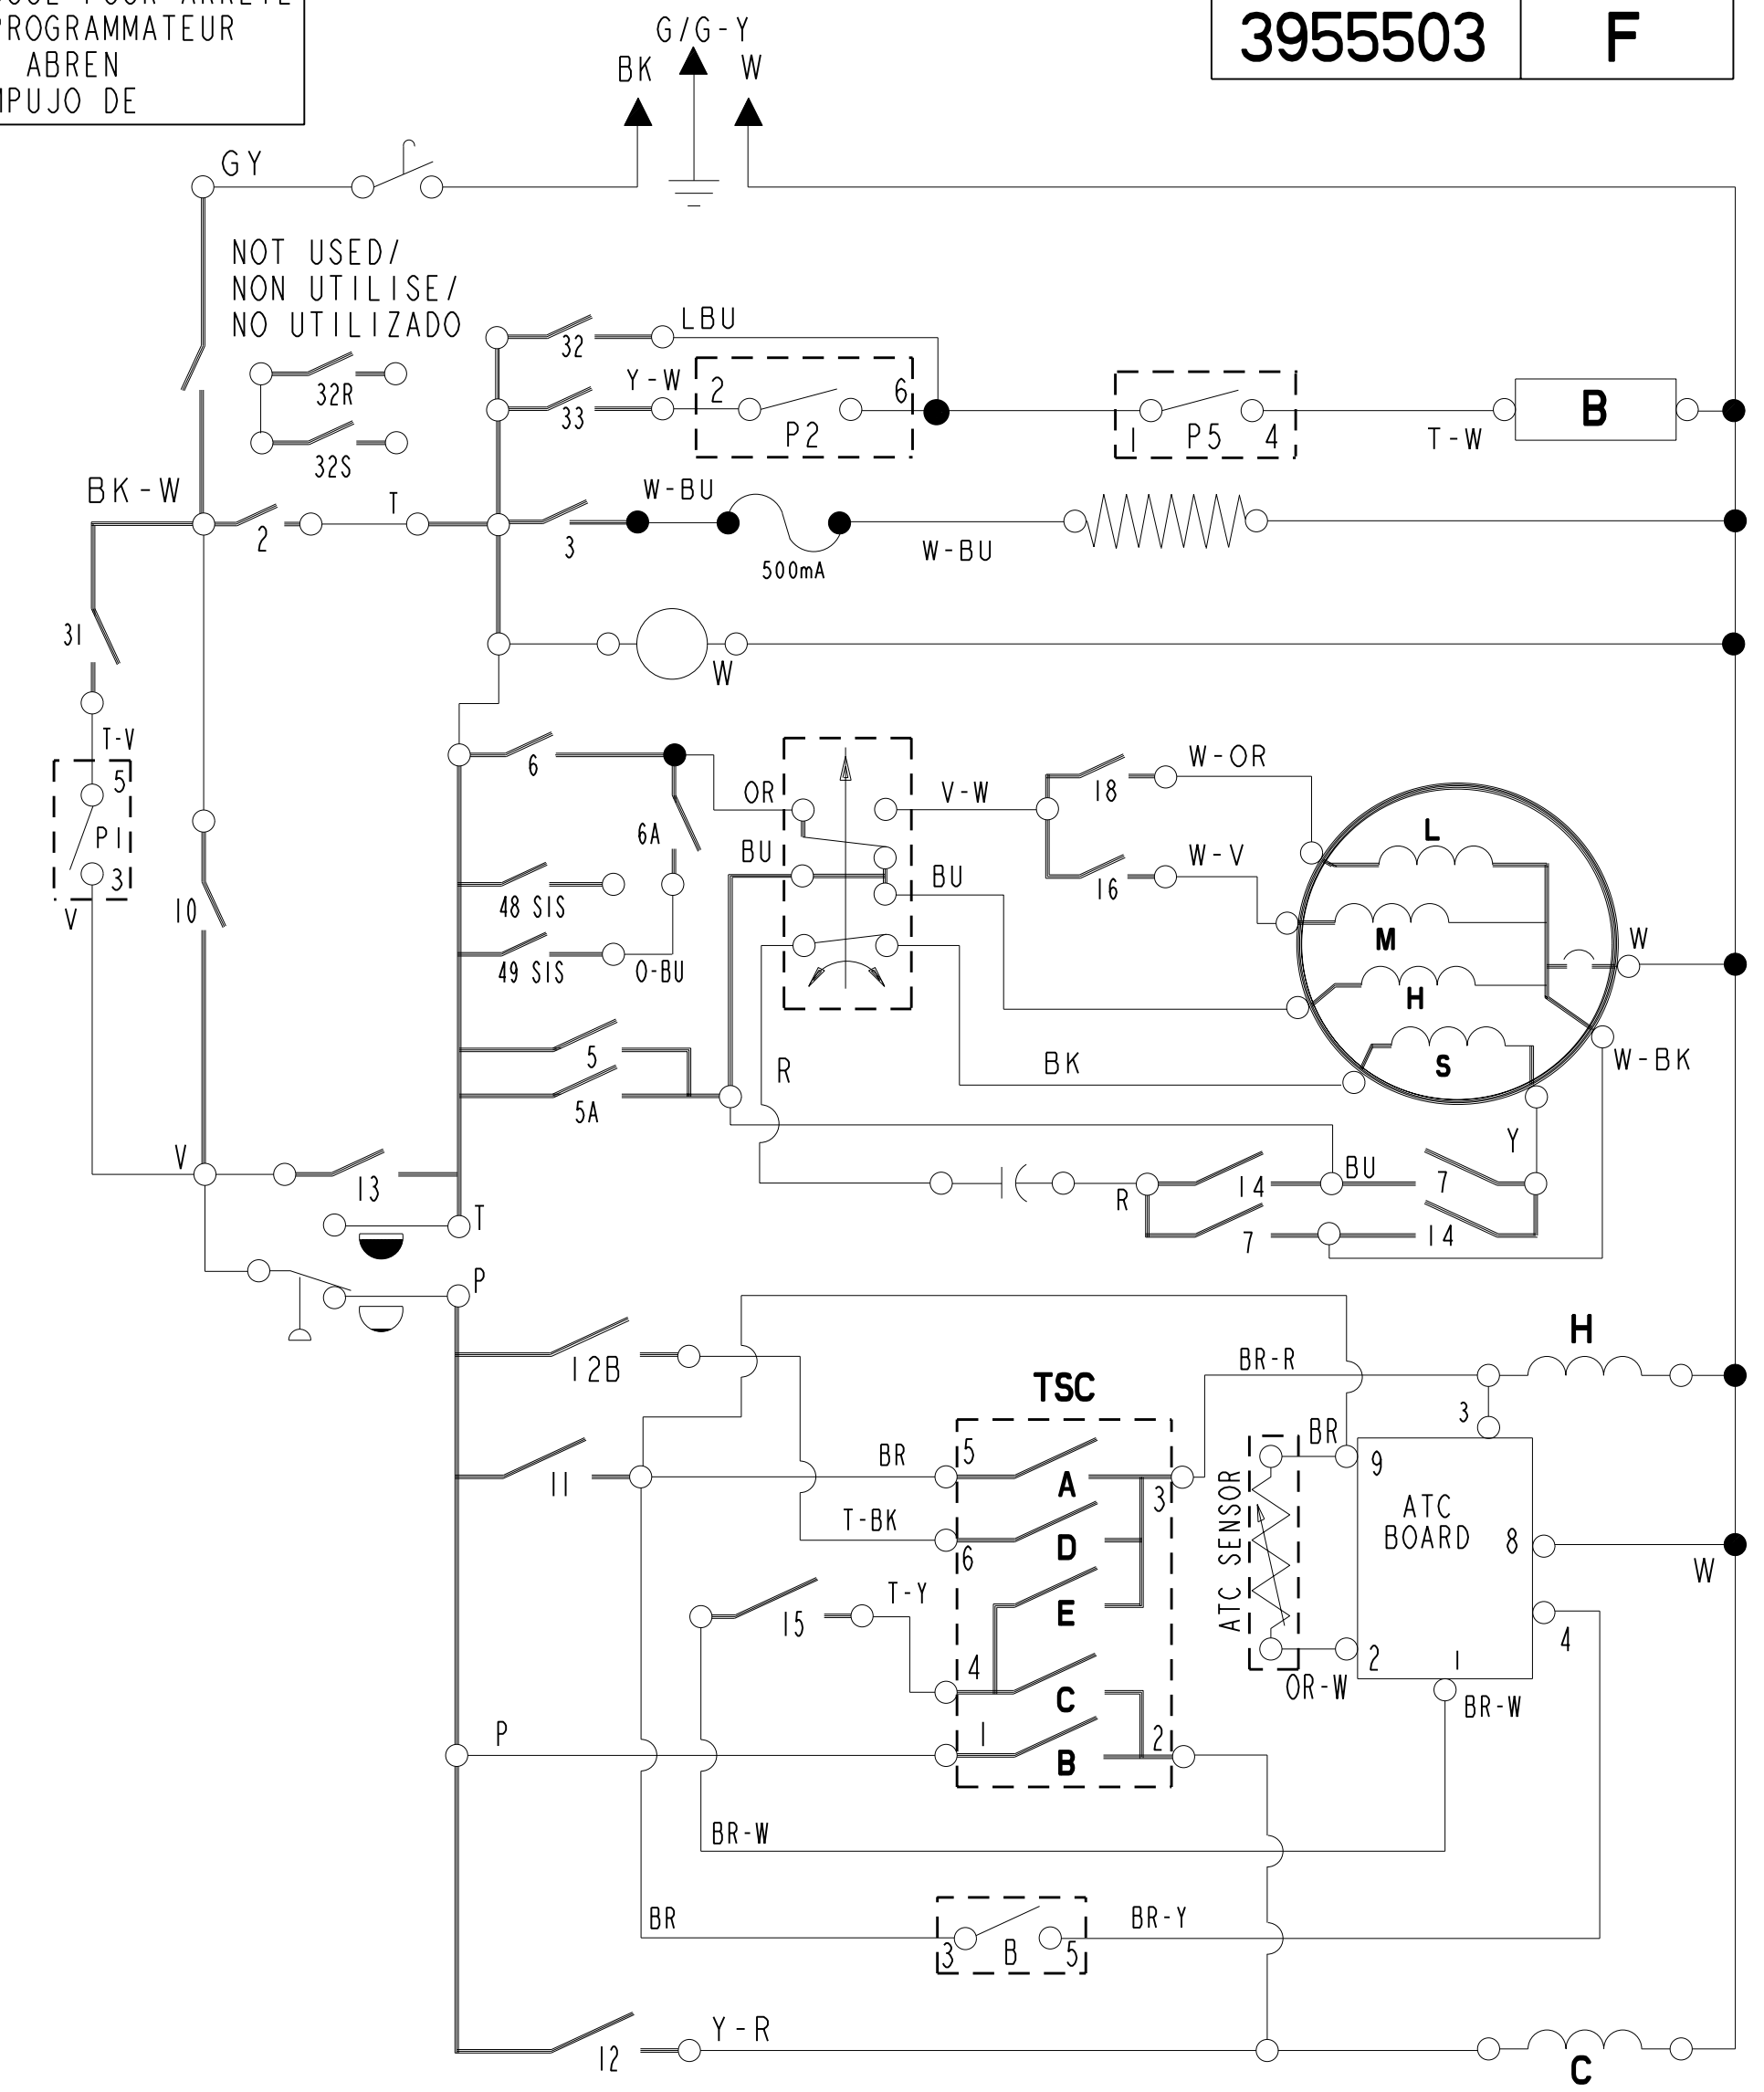 PROGRAMMATEUR
ABREN
DE
3955503
F
G/G-Y
BK
W
GY
NOT USED/
NON UTILISE/
NO UTILIZADO
32R
32S
32
LBU
33
Y-W
2
P2
6
1
P5
4
T-W
B
BK-W
2
T
3
W-BU
500mA
W-BU
31
W
T-V
5
P1
3
V
10
6
6A
OR
BU
V-W
BU
18
W-OR
16
W-V
L
M
H
S
W
W-BK
48 SIS
49 SIS
O-BU
5
5A
R
BK
Y
V
13
T
R
14
BU
7
7
14
P
12B
H
BR-R
TSC
3
11
BR
5
A
3
BR
9
ATC SENSOR
ATC
BOARD
8
W
T-BK
6
D
15
T-Y
E
4
C
2
OR-W
1
BR-W
4
P
1
B
2
BR-W
BR
3
B
5
BR-Y
12
Y-R
C